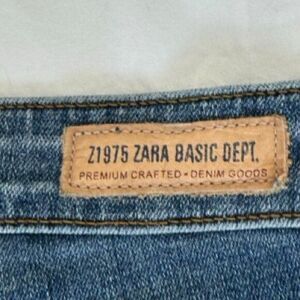 Z1975 ZARA BASIC DEPT.
PREMIUM CRAFTED - DENIM GOODS